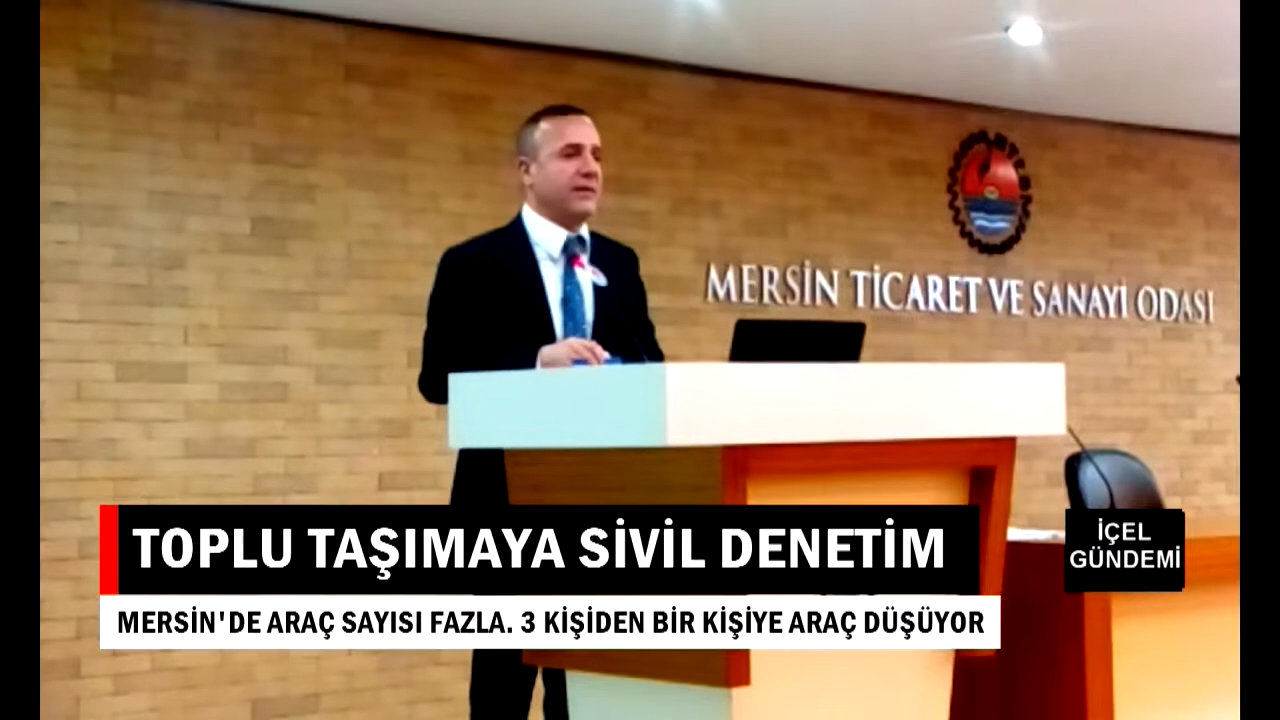 MERSİN TİCARET VE SANAYİ ODASI
TOPLU TAŞIMAYA SİVİL DENETİM
İÇEL
GÜNDEMİ
MERSİN'DE ARAÇ SAYISI FAZLA. 3 KİŞİDEN BİR KİŞİYE ARAÇ DÜŞÜYOR